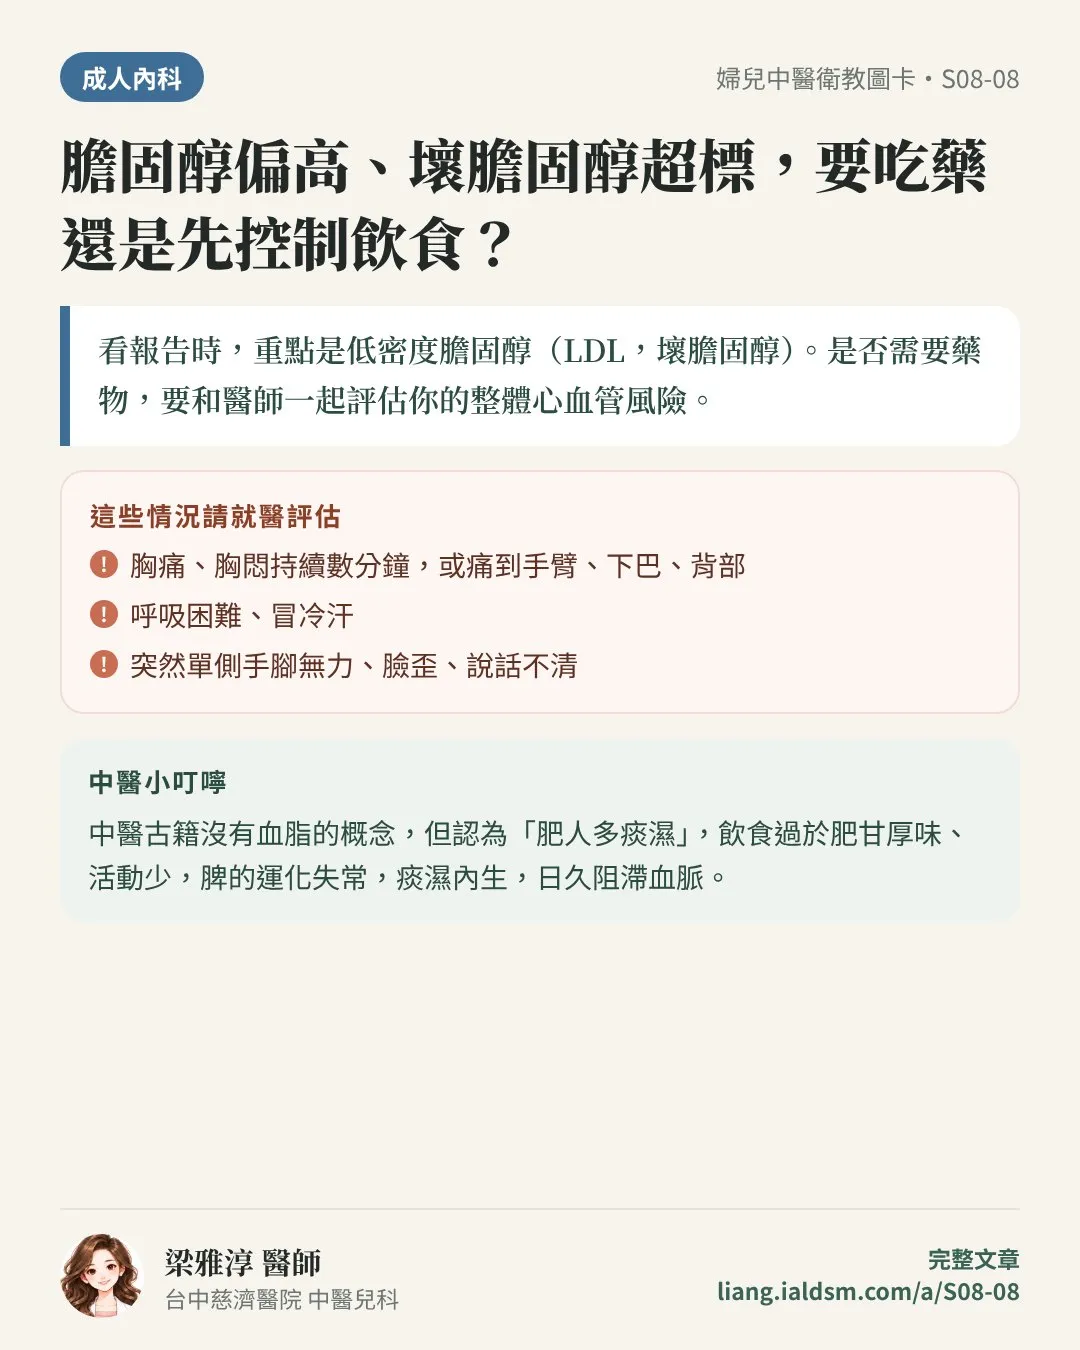 成人內科
婦兒中醫衛教圖卡・S08-08
膽固醇偏高、壞膽固醇超標，要吃藥
還是先控制飲食？
看報告時，重點是低密度膽固醇（LDL，壞膽固醇）。是否需要藥
物，要和醫師一起評估你的整體心血管風險。
這些情況請就醫評估
! 胸痛、胸悶持續數分鐘，或痛到手臂、下巴、背部
! 呼吸困難、冒冷汗
! 突然單側手腳無力、臉歪、說話不清
中醫小叮嚀
中醫古籍沒有血脂的概念，但認為「肥人多痰濕」，飲食過於肥甘厚味、
活動少，脾的運化失常，痰濕內生，日久阻滯血脈。
梁雅淳 醫師
台中慈濟醫院 中醫兒科
完整文章
liang.ialdsm.com/a/S08-08